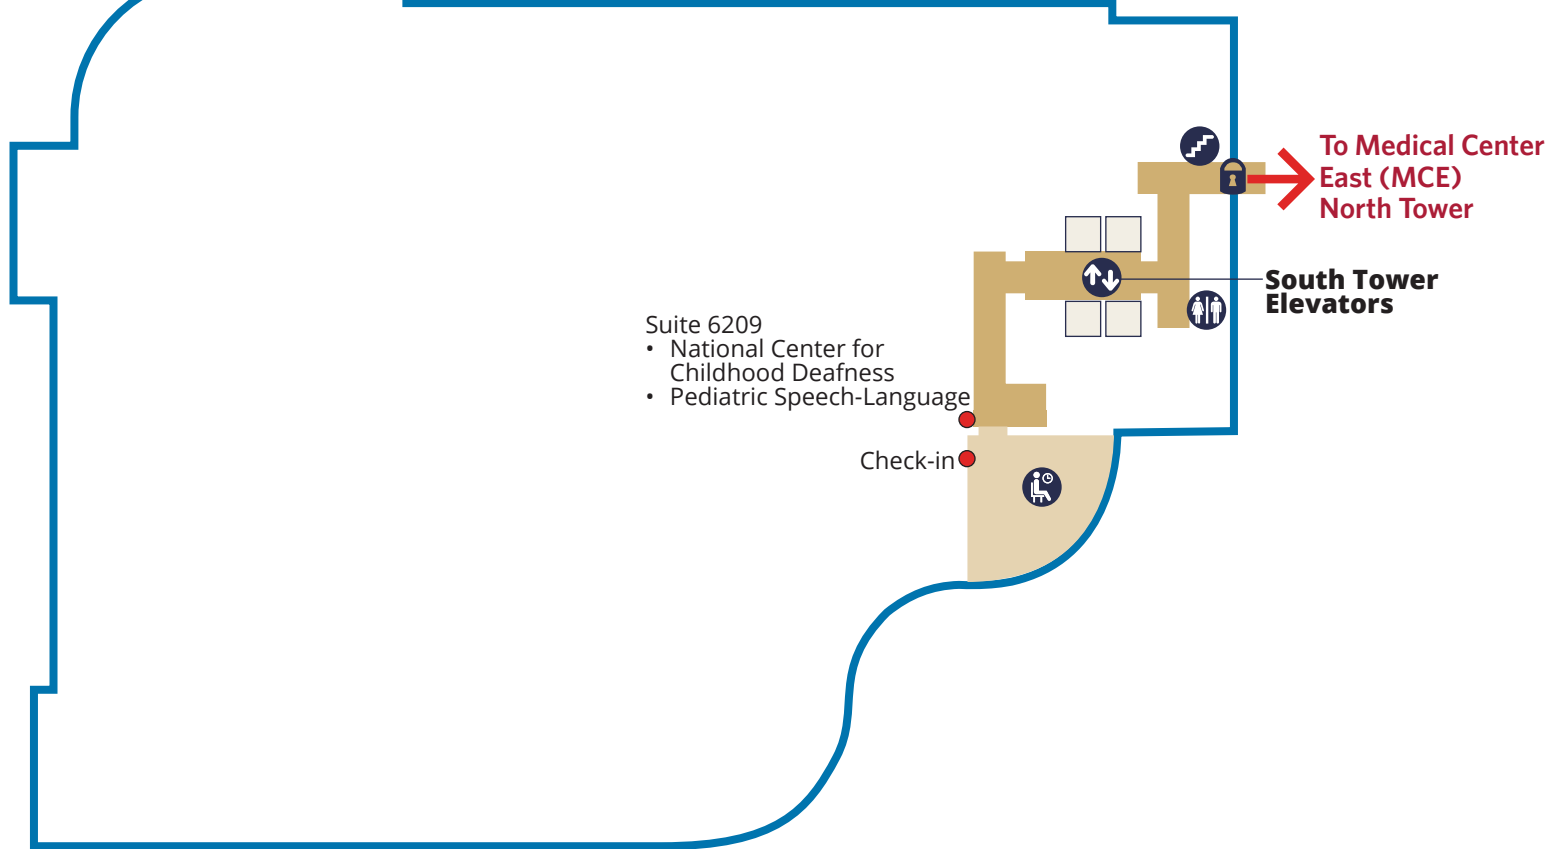 To Medical Center
East (MCE)
North Tower
South Tower
Elevators
Suite 6209
• National Center for
Childhood Deafness
• Pediatric Speech-Language
Check-in